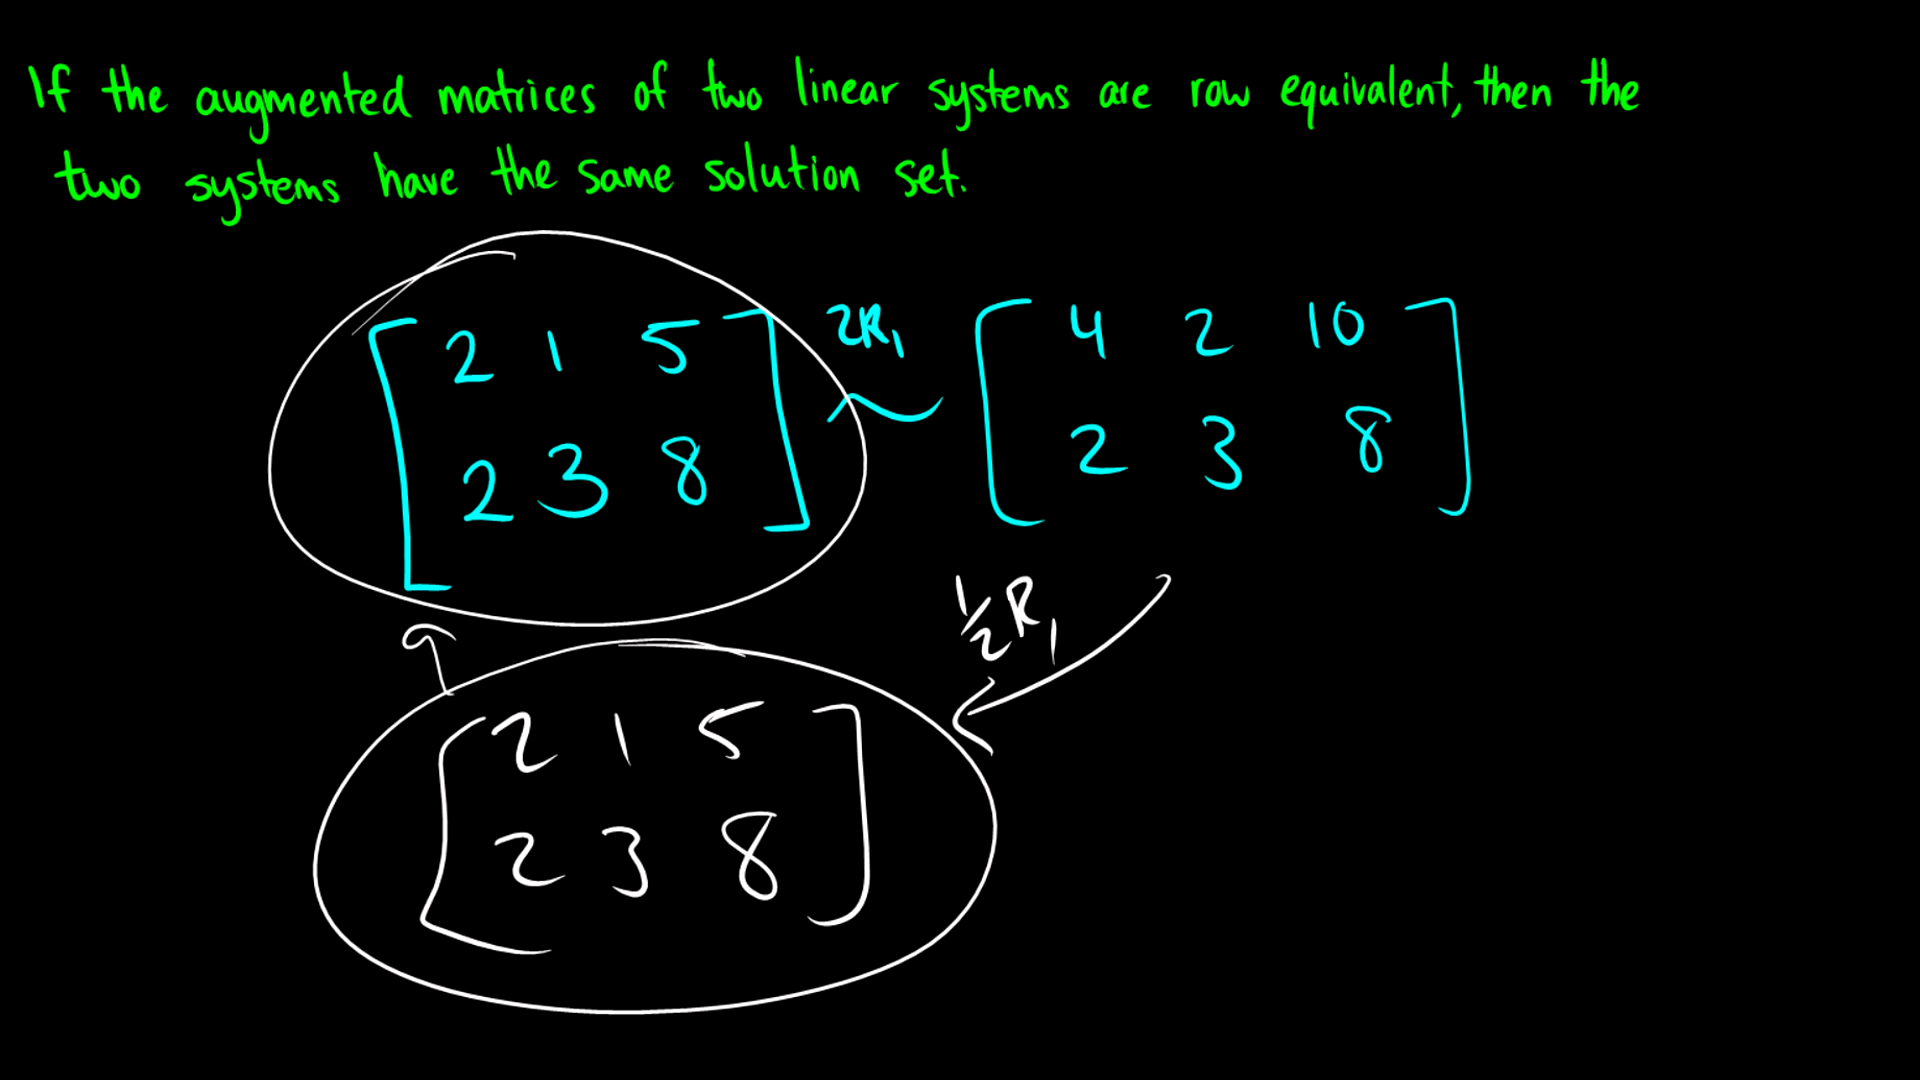 If the augmented matrices of two linear systems are row equivalent, then the
two systems have the same solution set.
2 1 5
2 3 8
2R₁
~
4 2 10
2 3 8
½R₁
2 1 5
2 3 8